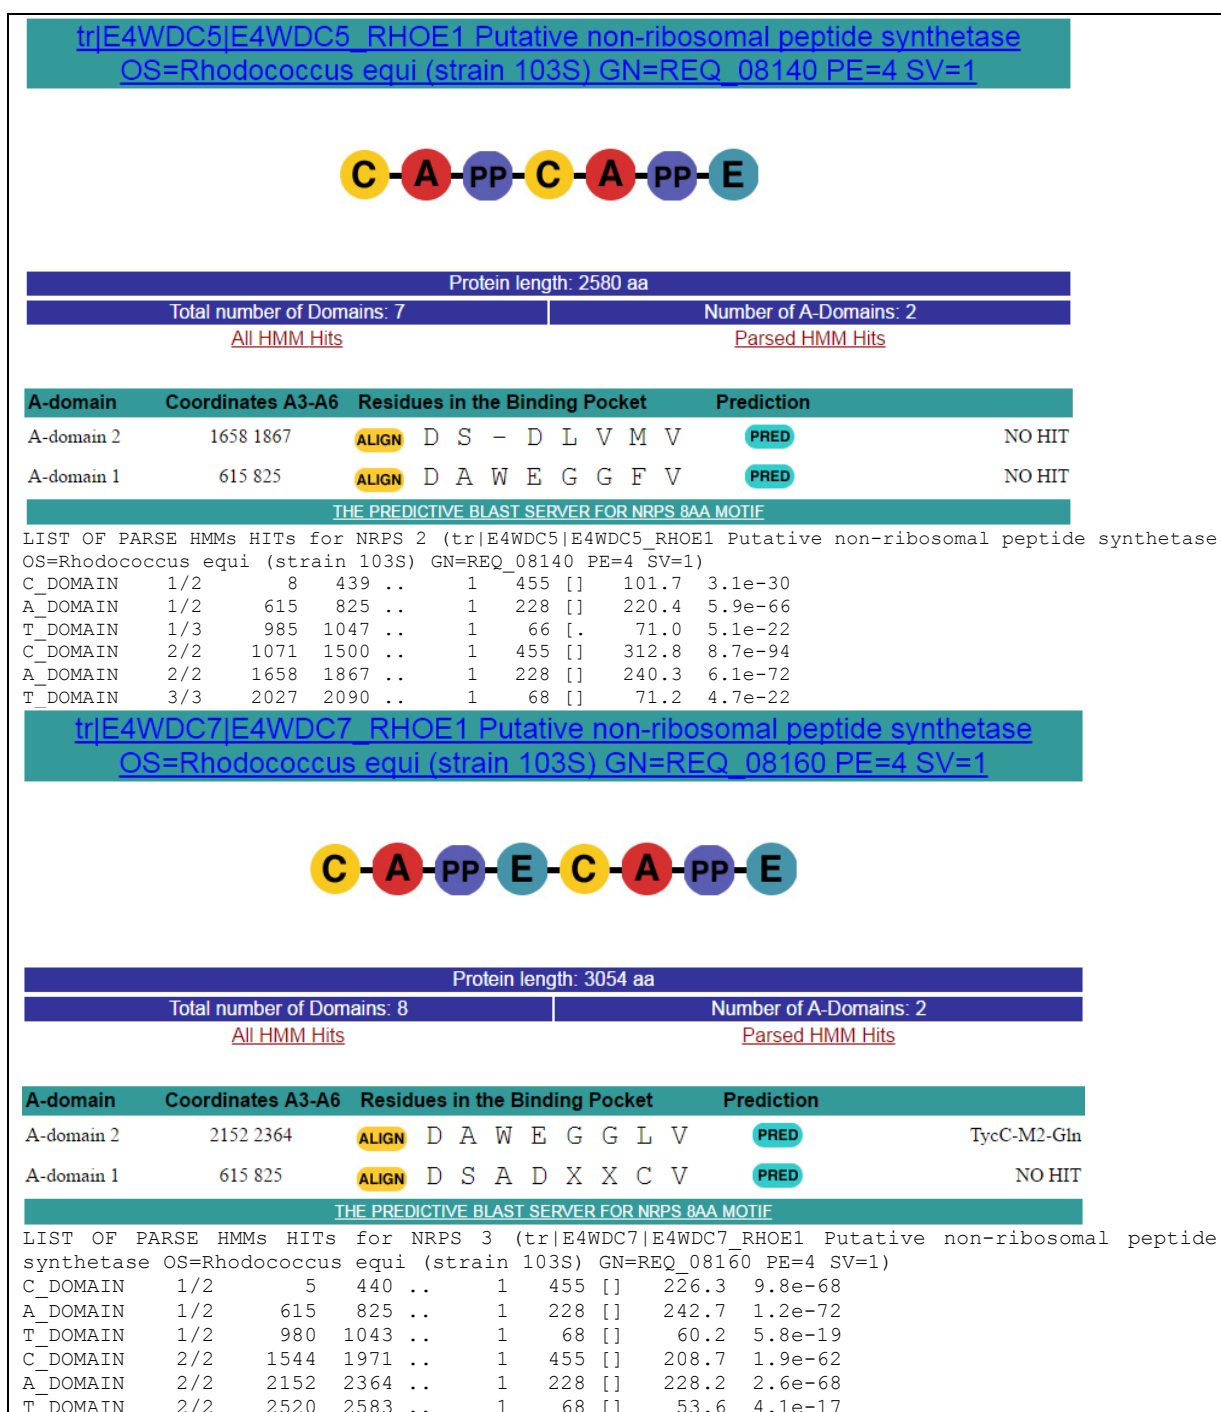 tr|E4WDC5|E4WDC5_RHOE1 Putative non-ribosomal peptide synthetase
OS=Rhodococcus equi (strain 103S) GN=REQ_08140 PE=4 SV=1
C A PP C A PP E
Protein length: 2580 aa
Total number of Domains: 7 Number of A-Domains: 2
All HMM Hits Parsed HMM Hits
A-domain Coordinates A3-A6 Residues in the Binding Pocket Prediction
A-domain 2 1658 1867 ALIGN D S – D L V M V PRED NO HIT
A-domain 1 615 825 ALIGN D A W E G G F V PRED NO HIT
THE PREDICTIVE BLAST SERVER FOR NRPS 8AA MOTIF
LIST OF PARSE HMMs HITs for NRPS 2 (tr|E4WDC5|E4WDC5_RHOE1 Putative non-ribosomal peptide synthetase
OS=Rhodococcus equi (strain 103S) GN=REQ_08140 PE=4 SV=1)
C_DOMAIN 1/2 8 439 .. 1 455 [] 101.7 3.1e-30
A_DOMAIN 1/2 615 825 .. 1 228 [] 220.4 5.9e-66
T_DOMAIN 1/3 985 1047 .. 1 66 [. 71.0 5.1e-22
C_DOMAIN 2/2 1071 1500 .. 1 455 [] 312.8 8.7e-94
A_DOMAIN 2/2 1658 1867 .. 1 228 [] 240.3 6.1e-72
T_DOMAIN 3/3 2027 2090 .. 1 68 [] 71.2 4.7e-22
tr|E4WDC7|E4WDC7_RHOE1 Putative non-ribosomal peptide synthetase
OS=Rhodococcus equi (strain 103S) GN=REQ_08160 PE=4 SV=1
C A PP E C A PP E
Protein length: 3054 aa
Total number of Domains: 8 Number of A-Domains: 2
All HMM Hits Parsed HMM Hits
A-domain Coordinates A3-A6 Residues in the Binding Pocket Prediction
A-domain 2 2152 2364 ALIGN D A W E G G L V PRED TycC-M2-Gln
A-domain 1 615 825 ALIGN D S A D X X C V PRED NO HIT
THE PREDICTIVE BLAST SERVER FOR NRPS 8AA MOTIF
LIST OF PARSE HMMs HITs for NRPS 3 (tr|E4WDC7|E4WDC7_RHOE1 Putative non-ribosomal peptide
synthetase OS=Rhodococcus equi (strain 103S) GN=REQ_08160 PE=4 SV=1)
C_DOMAIN 1/2 5 440 .. 1 455 [] 226.3 9.8e-68
A_DOMAIN 1/2 615 825 .. 1 228 [] 242.7 1.2e-72
T_DOMAIN 1/2 980 1043 .. 1 68 [] 60.2 5.8e-19
C_DOMAIN 2/2 1544 1971 .. 1 455 [] 208.7 1.9e-62
A_DOMAIN 2/2 2152 2364 .. 1 228 [] 228.2 2.6e-68
T_DOMAIN 2/2 2520 2583 .. 1 68 [] 53.6 4.1e-17